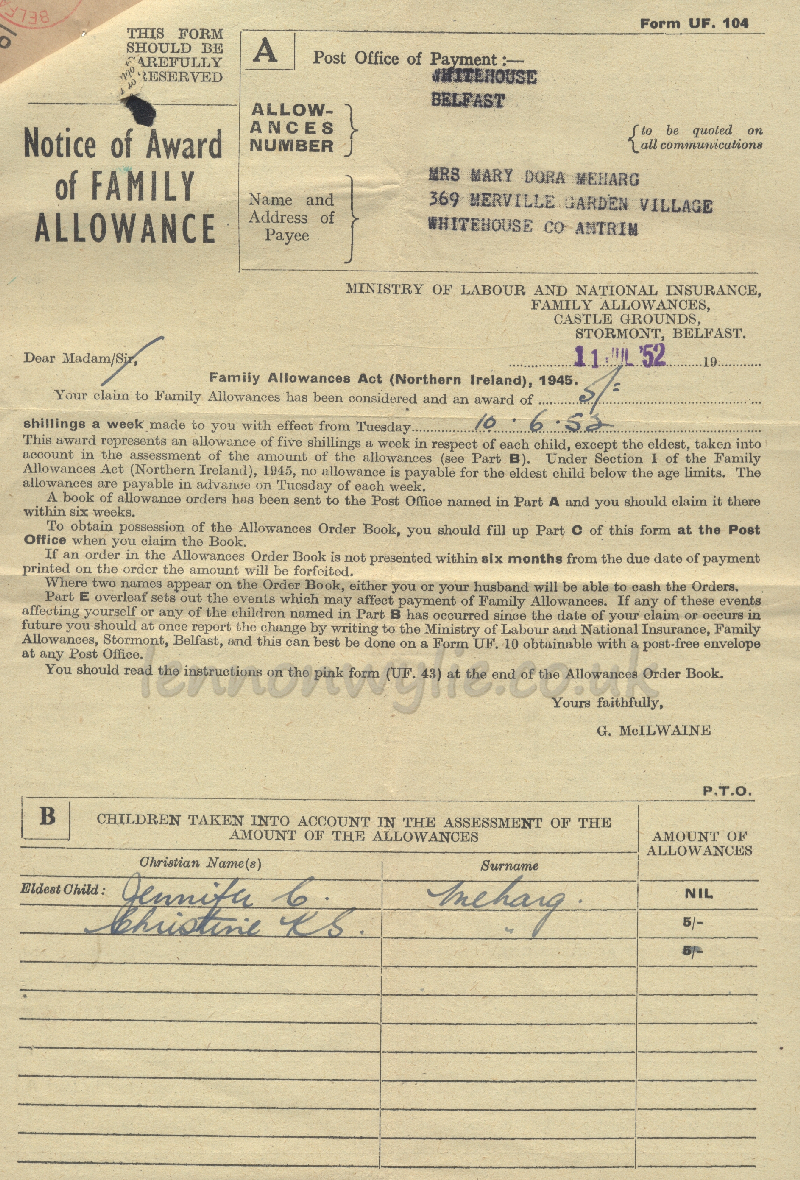 BELFA
Form UF. 104
THIS FORM
SHOULD BE
CAREFULLY
PRESERVED
Notice of Award
of FAMILY
ALLOWANCE
A
Post Office of Payment :—
WHITEHOUSE
BELFAST
ALLOW-
ANCES
NUMBER
{to be quoted on
all communications
Name and
Address of
Payee
MRS MARY DORA MEHARG
369 MERVILLE GARDEN VILLAGE
WHITEHOUSE CO ANTRIM
MINISTRY OF LABOUR AND NATIONAL INSURANCE,
FAMILY ALLOWANCES,
CASTLE GROUNDS,
STORMONT, BELFAST.
11 JUL '52 19
Dear Madam/Sir,
Family Allowances Act (Northern Ireland), 1945.
Your claim to Family Allowances has been considered and an award of 5/-
shillings a week made to you with effect from Tuesday 10 . 6 . 52
This award represents an allowance of five shillings a week in respect of each child, except the eldest, taken into
account in the assessment of the amount of the allowances (see Part B). Under Section 1 of the Family
Allowances Act (Northern Ireland), 1945, no allowance is payable for the eldest child below the age limits. The
allowances are payable in advance on Tuesday of each week.
A book of allowance orders has been sent to the Post Office named in Part A and you should claim it there
within six weeks.
To obtain possession of the Allowances Order Book, you should fill up Part C of this form at the Post
Office when you claim the Book.
If an order in the Allowances Order Book is not presented within six months from the due date of payment
printed on the order the amount will be forfeited.
Where two names appear on the Order Book, either you or your husband will be able to cash the Orders.
Part E overleaf sets out the events which may affect payment of Family Allowances. If any of these events
affecting yourself or any of the children named in Part B has occurred since the date of your claim or occurs in
future you should at once report the change by writing to the Ministry of Labour and National Insurance, Family
Allowances, Stormont, Belfast, and this can best be done on a Form UF. 10 obtainable with a post-free envelope
at any Post Office.
You should read the instructions on the pink form (UF. 43) at the end of the Allowances Order Book.
lennonwylie.co.uk
Yours faithfully,
G. McILWAINE
P.T.O.
B
CHILDREN TAKEN INTO ACCOUNT IN THE ASSESSMENT OF THE
AMOUNT OF THE ALLOWANCES
AMOUNT OF
ALLOWANCES
Christian Name(s)
Surname
Eldest Child: Jennifer C. Meharg. NIL
Christine K S. " 5/-
5/-